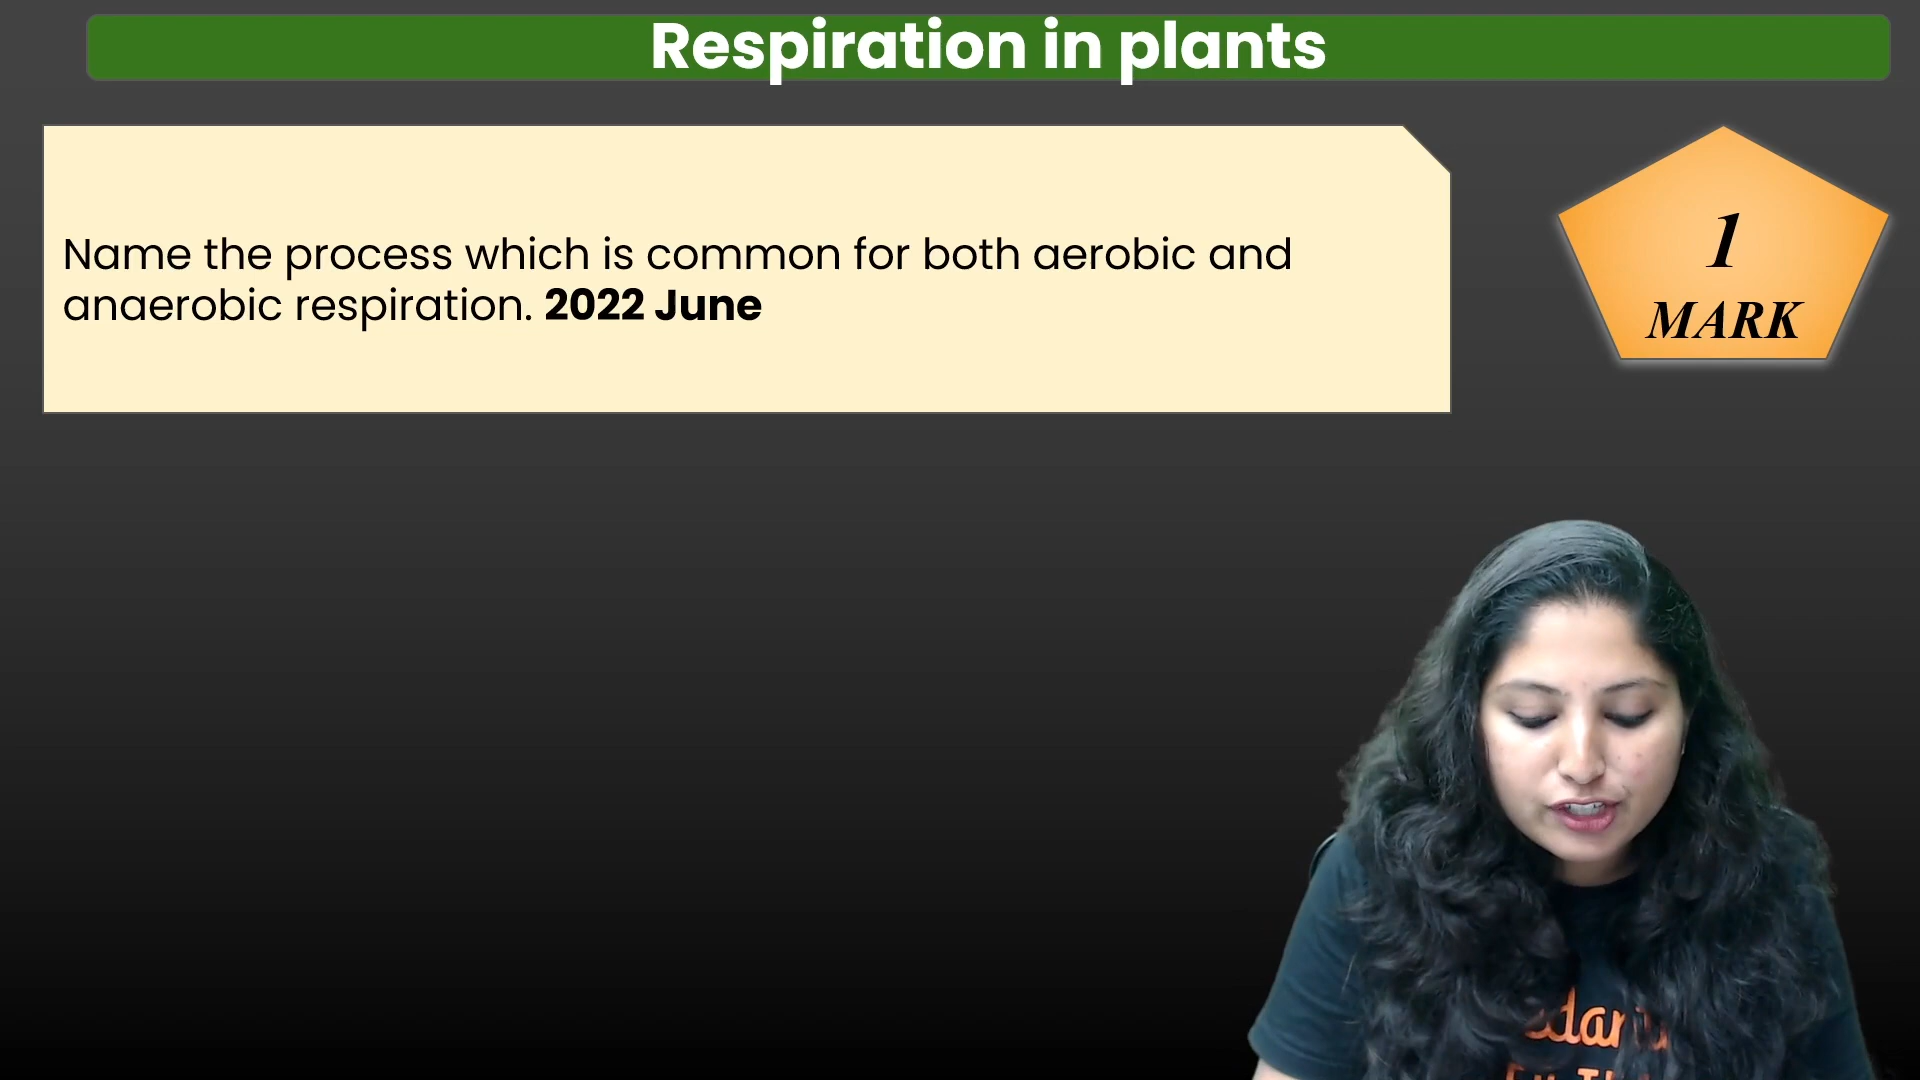 Respiration in plants
Name the process which is common for both aerobic and
anaerobic respiration. 2022 June
1
MARK